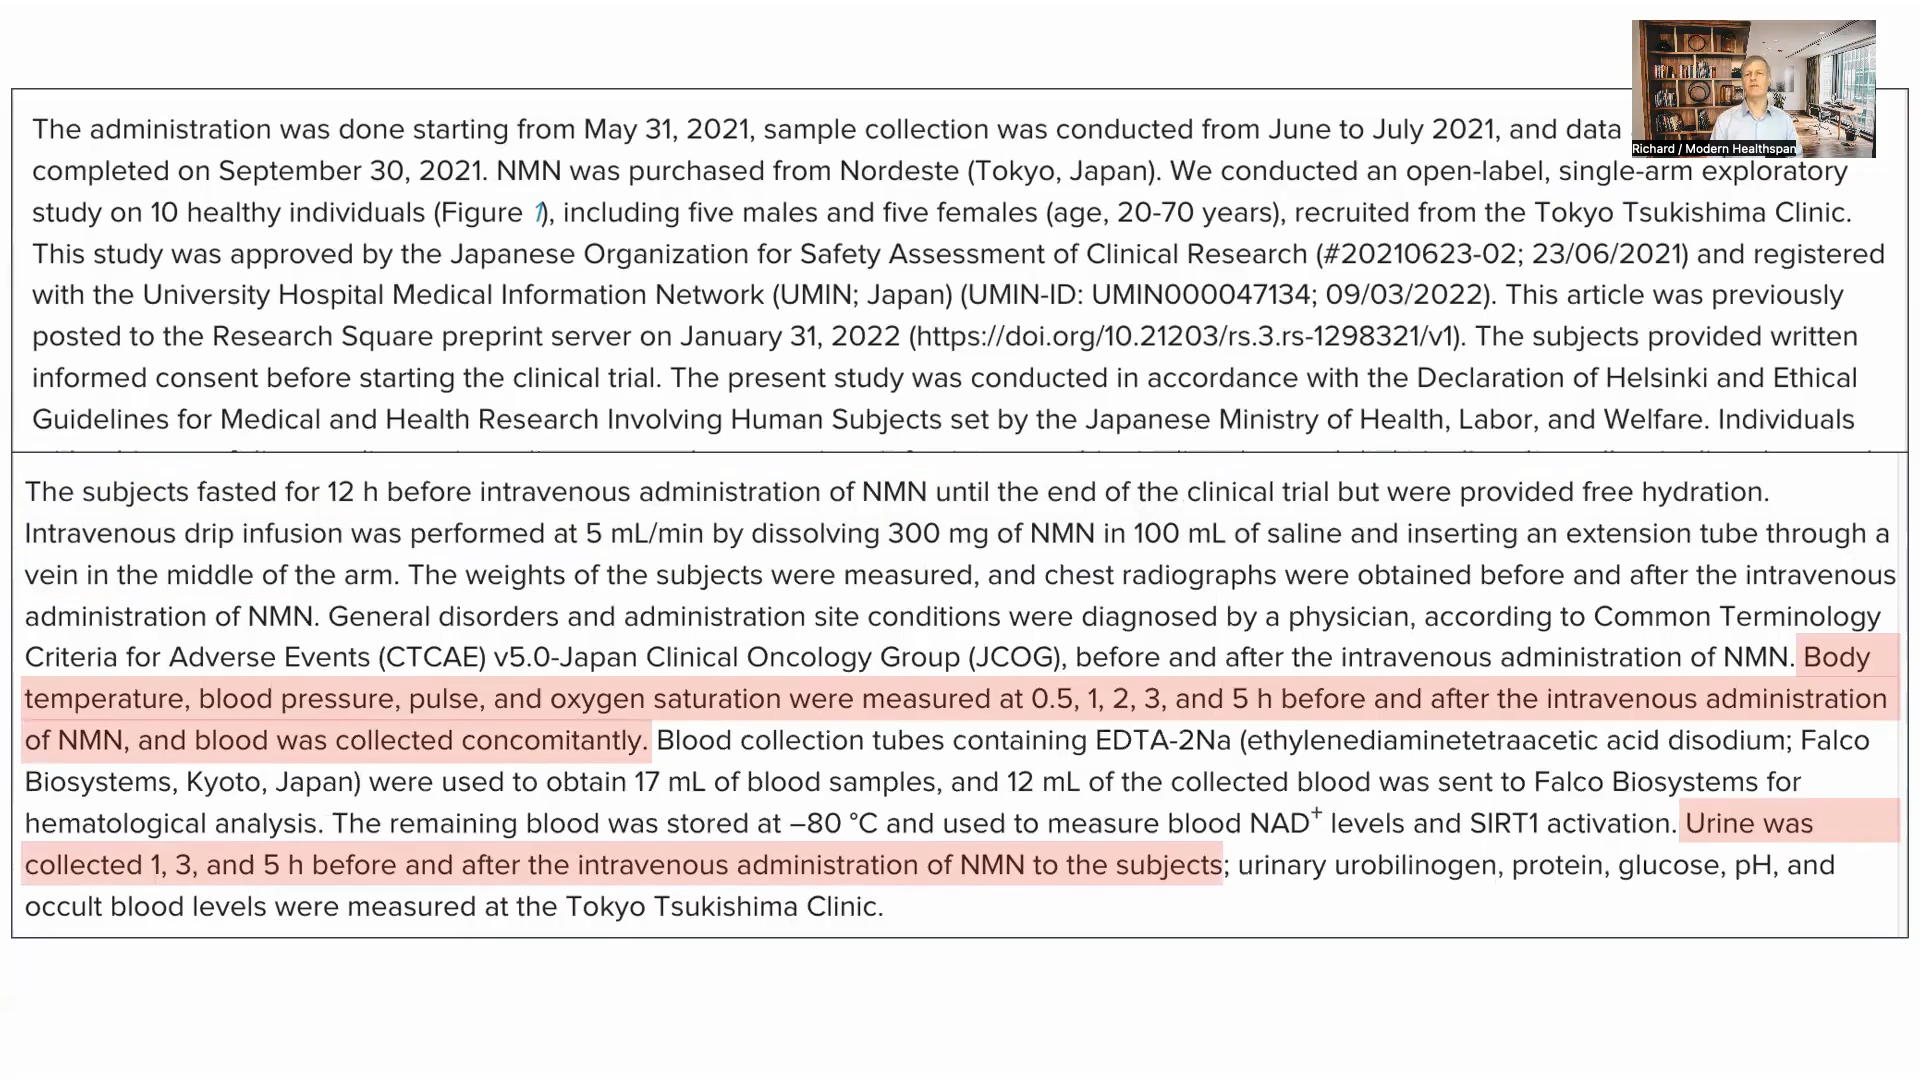 Richard / Modern Healthspan
The administration was done starting from May 31, 2021, sample collection was conducted from June to July 2021, and data
completed on September 30, 2021. NMN was purchased from Nordeste (Tokyo, Japan). We conducted an open-label, single-arm exploratory
study on 10 healthy individuals (Figure 1), including five males and five females (age, 20-70 years), recruited from the Tokyo Tsukishima Clinic.
This study was approved by the Japanese Organization for Safety Assessment of Clinical Research (#20210623-02; 23/06/2021) and registered
with the University Hospital Medical Information Network (UMIN; Japan) (UMIN-ID: UMIN000047134; 09/03/2022). This article was previously
posted to the Research Square preprint server on January 31, 2022 (https://doi.org/10.21203/rs.3.rs-1298321/v1). The subjects provided written
informed consent before starting the clinical trial. The present study was conducted in accordance with the Declaration of Helsinki and Ethical
Guidelines for Medical and Health Research Involving Human Subjects set by the Japanese Ministry of Health, Labor, and Welfare. Individuals
The subjects fasted for 12 h before intravenous administration of NMN until the end of the clinical trial but were provided free hydration.
Intravenous drip infusion was performed at 5 mL/min by dissolving 300 mg of NMN in 100 mL of saline and inserting an extension tube through a
vein in the middle of the arm. The weights of the subjects were measured, and chest radiographs were obtained before and after the intravenous
administration of NMN. General disorders and administration site conditions were diagnosed by a physician, according to Common Terminology
Criteria for Adverse Events (CTCAE) v5.0-Japan Clinical Oncology Group (JCOG), before and after the intravenous administration of NMN. Body
temperature, blood pressure, pulse, and oxygen saturation were measured at 0.5, 1, 2, 3, and 5 h before and after the intravenous administration
of NMN, and blood was collected concomitantly. Blood collection tubes containing EDTA-2Na (ethylenediaminetetraacetic acid disodium; Falco
Biosystems, Kyoto, Japan) were used to obtain 17 mL of blood samples, and 12 mL of the collected blood was sent to Falco Biosystems for
hematological analysis. The remaining blood was stored at –80 °C and used to measure blood NAD⁺ levels and SIRT1 activation. Urine was
collected 1, 3, and 5 h before and after the intravenous administration of NMN to the subjects; urinary urobilinogen, protein, glucose, pH, and
occult blood levels were measured at the Tokyo Tsukishima Clinic.